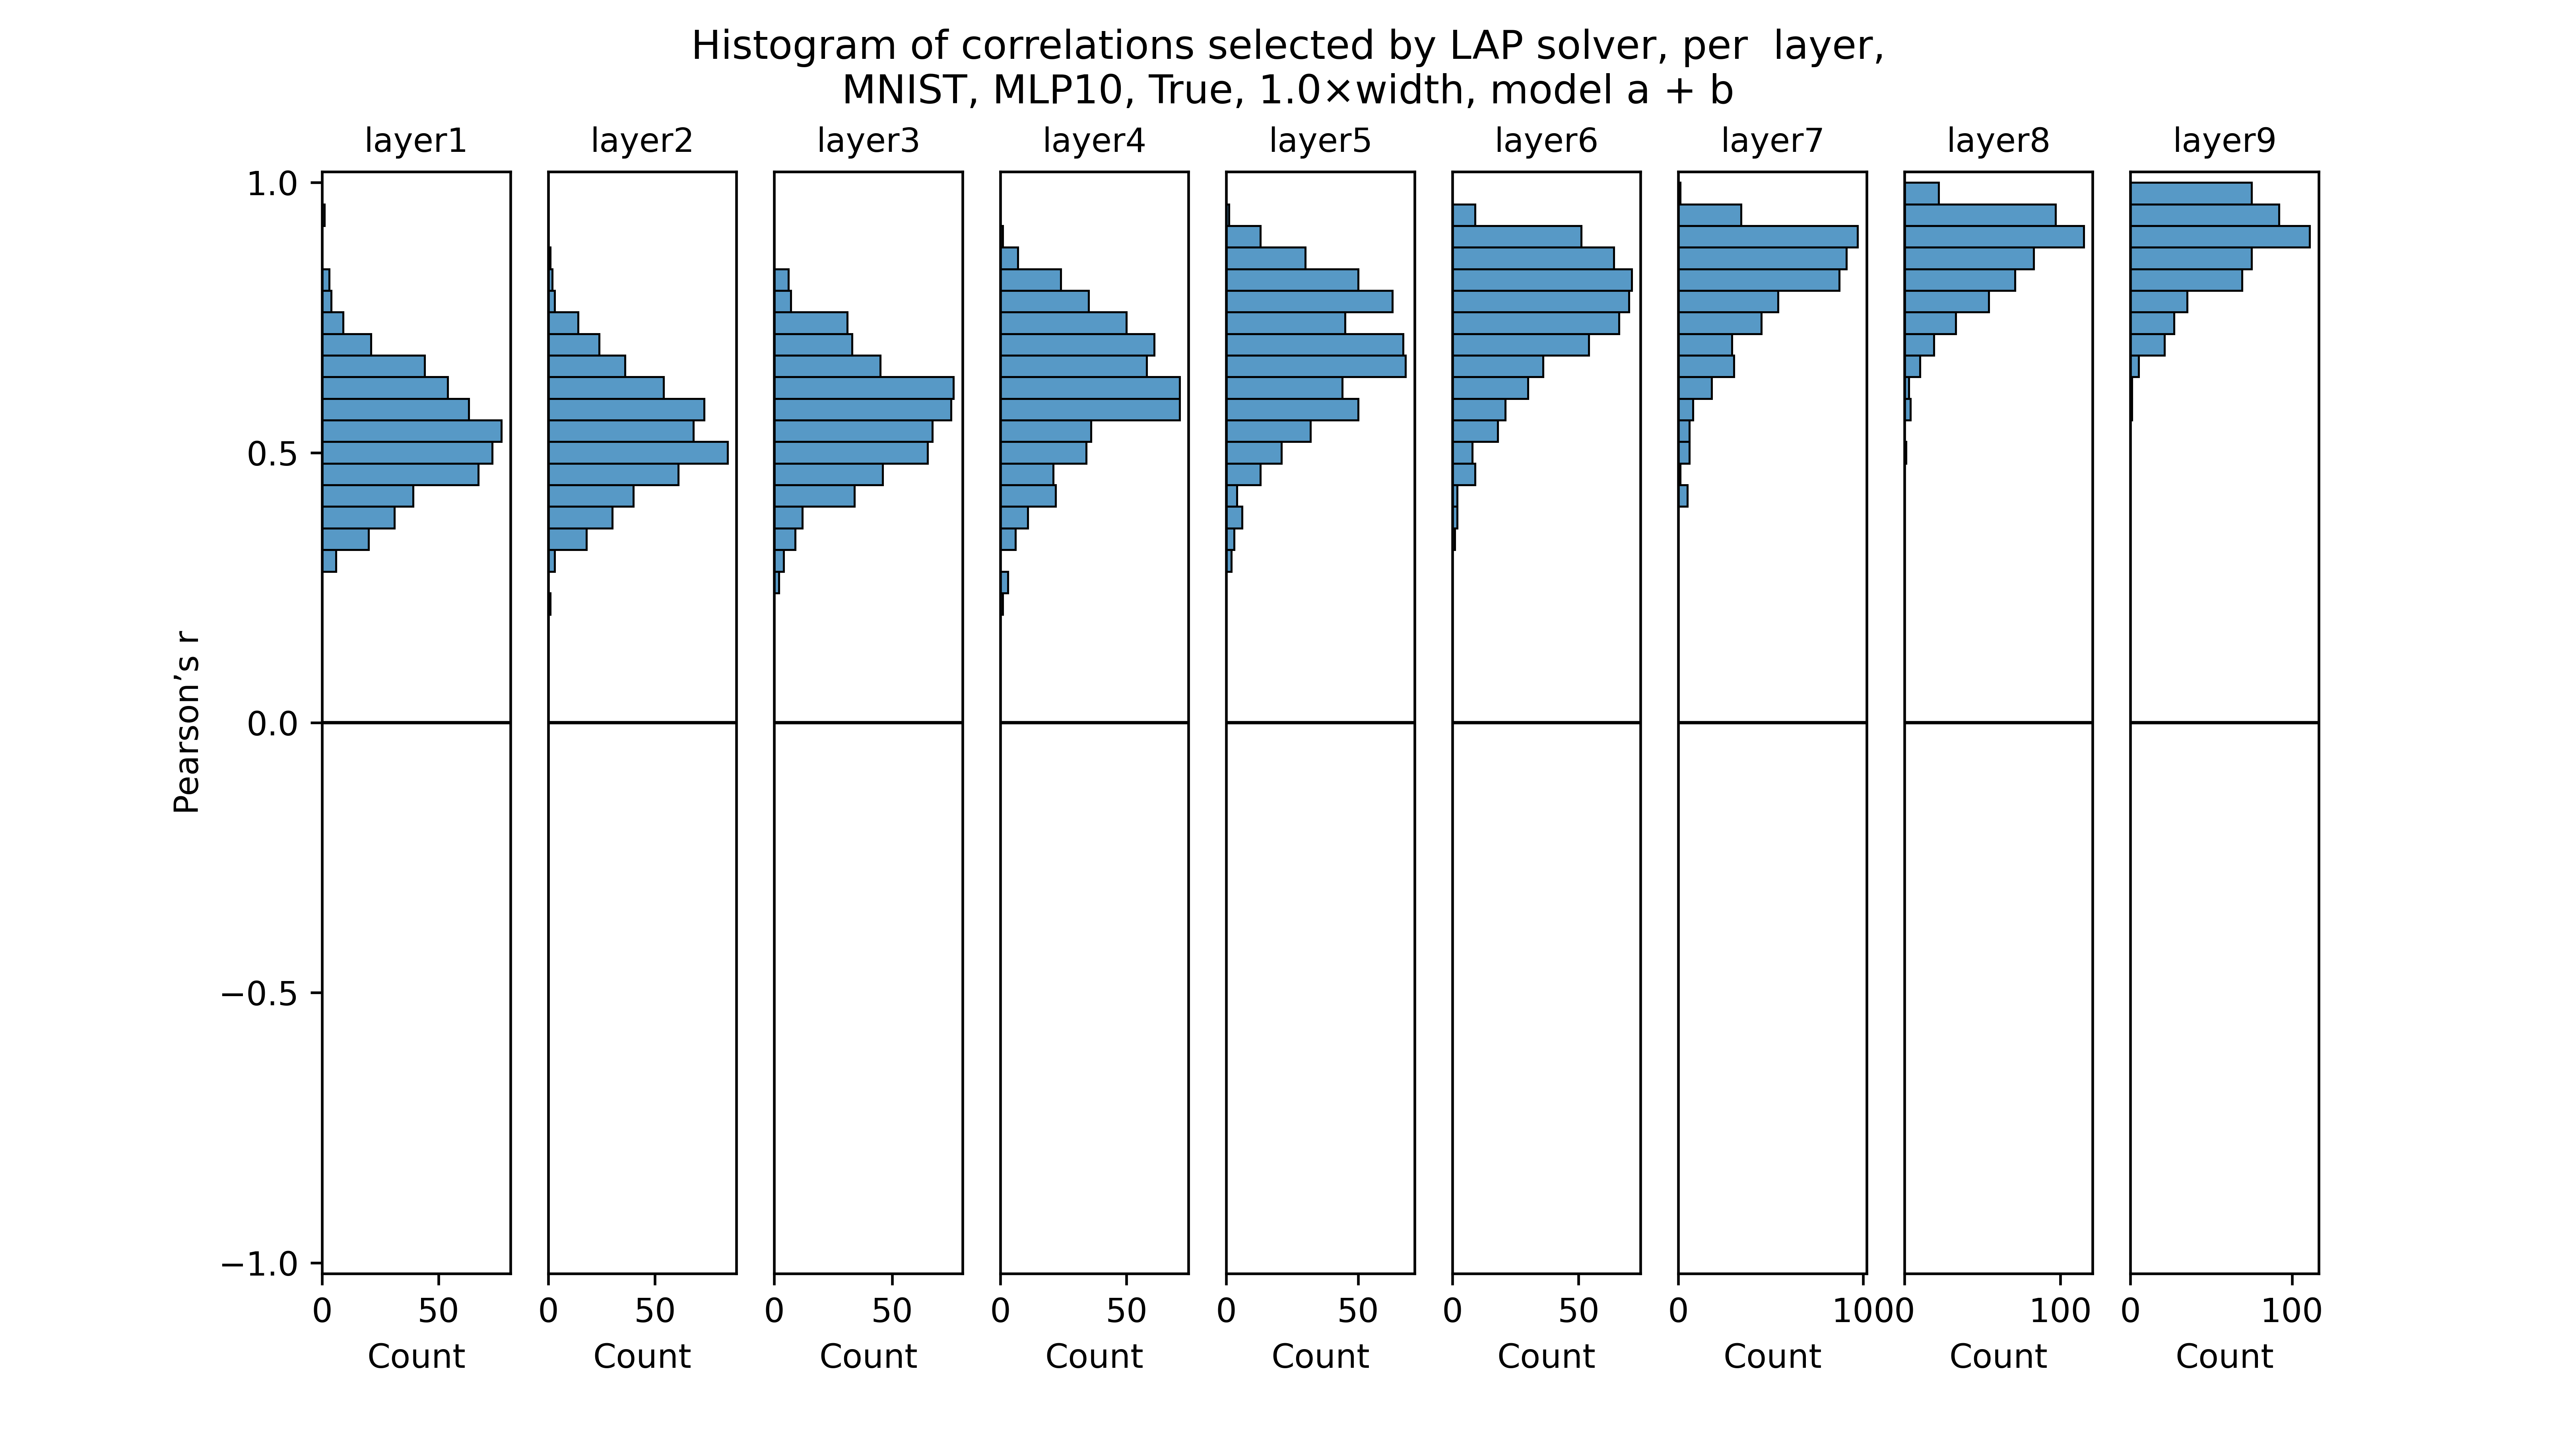 Histogram of correlations selected by LAP solver, per  layer,
MNIST, MLP10, True, 1.0×width, model a + b
layer1 layer2 layer3 layer4 layer5 layer6 layer7 layer8 layer9
1.0
0.5
0.0
−0.5
−1.0
Pearson’s r
0 50 0 50 0 50 0 50 0 50 0 50 0 100 0 100 0 100
Count Count Count Count Count Count Count Count Count